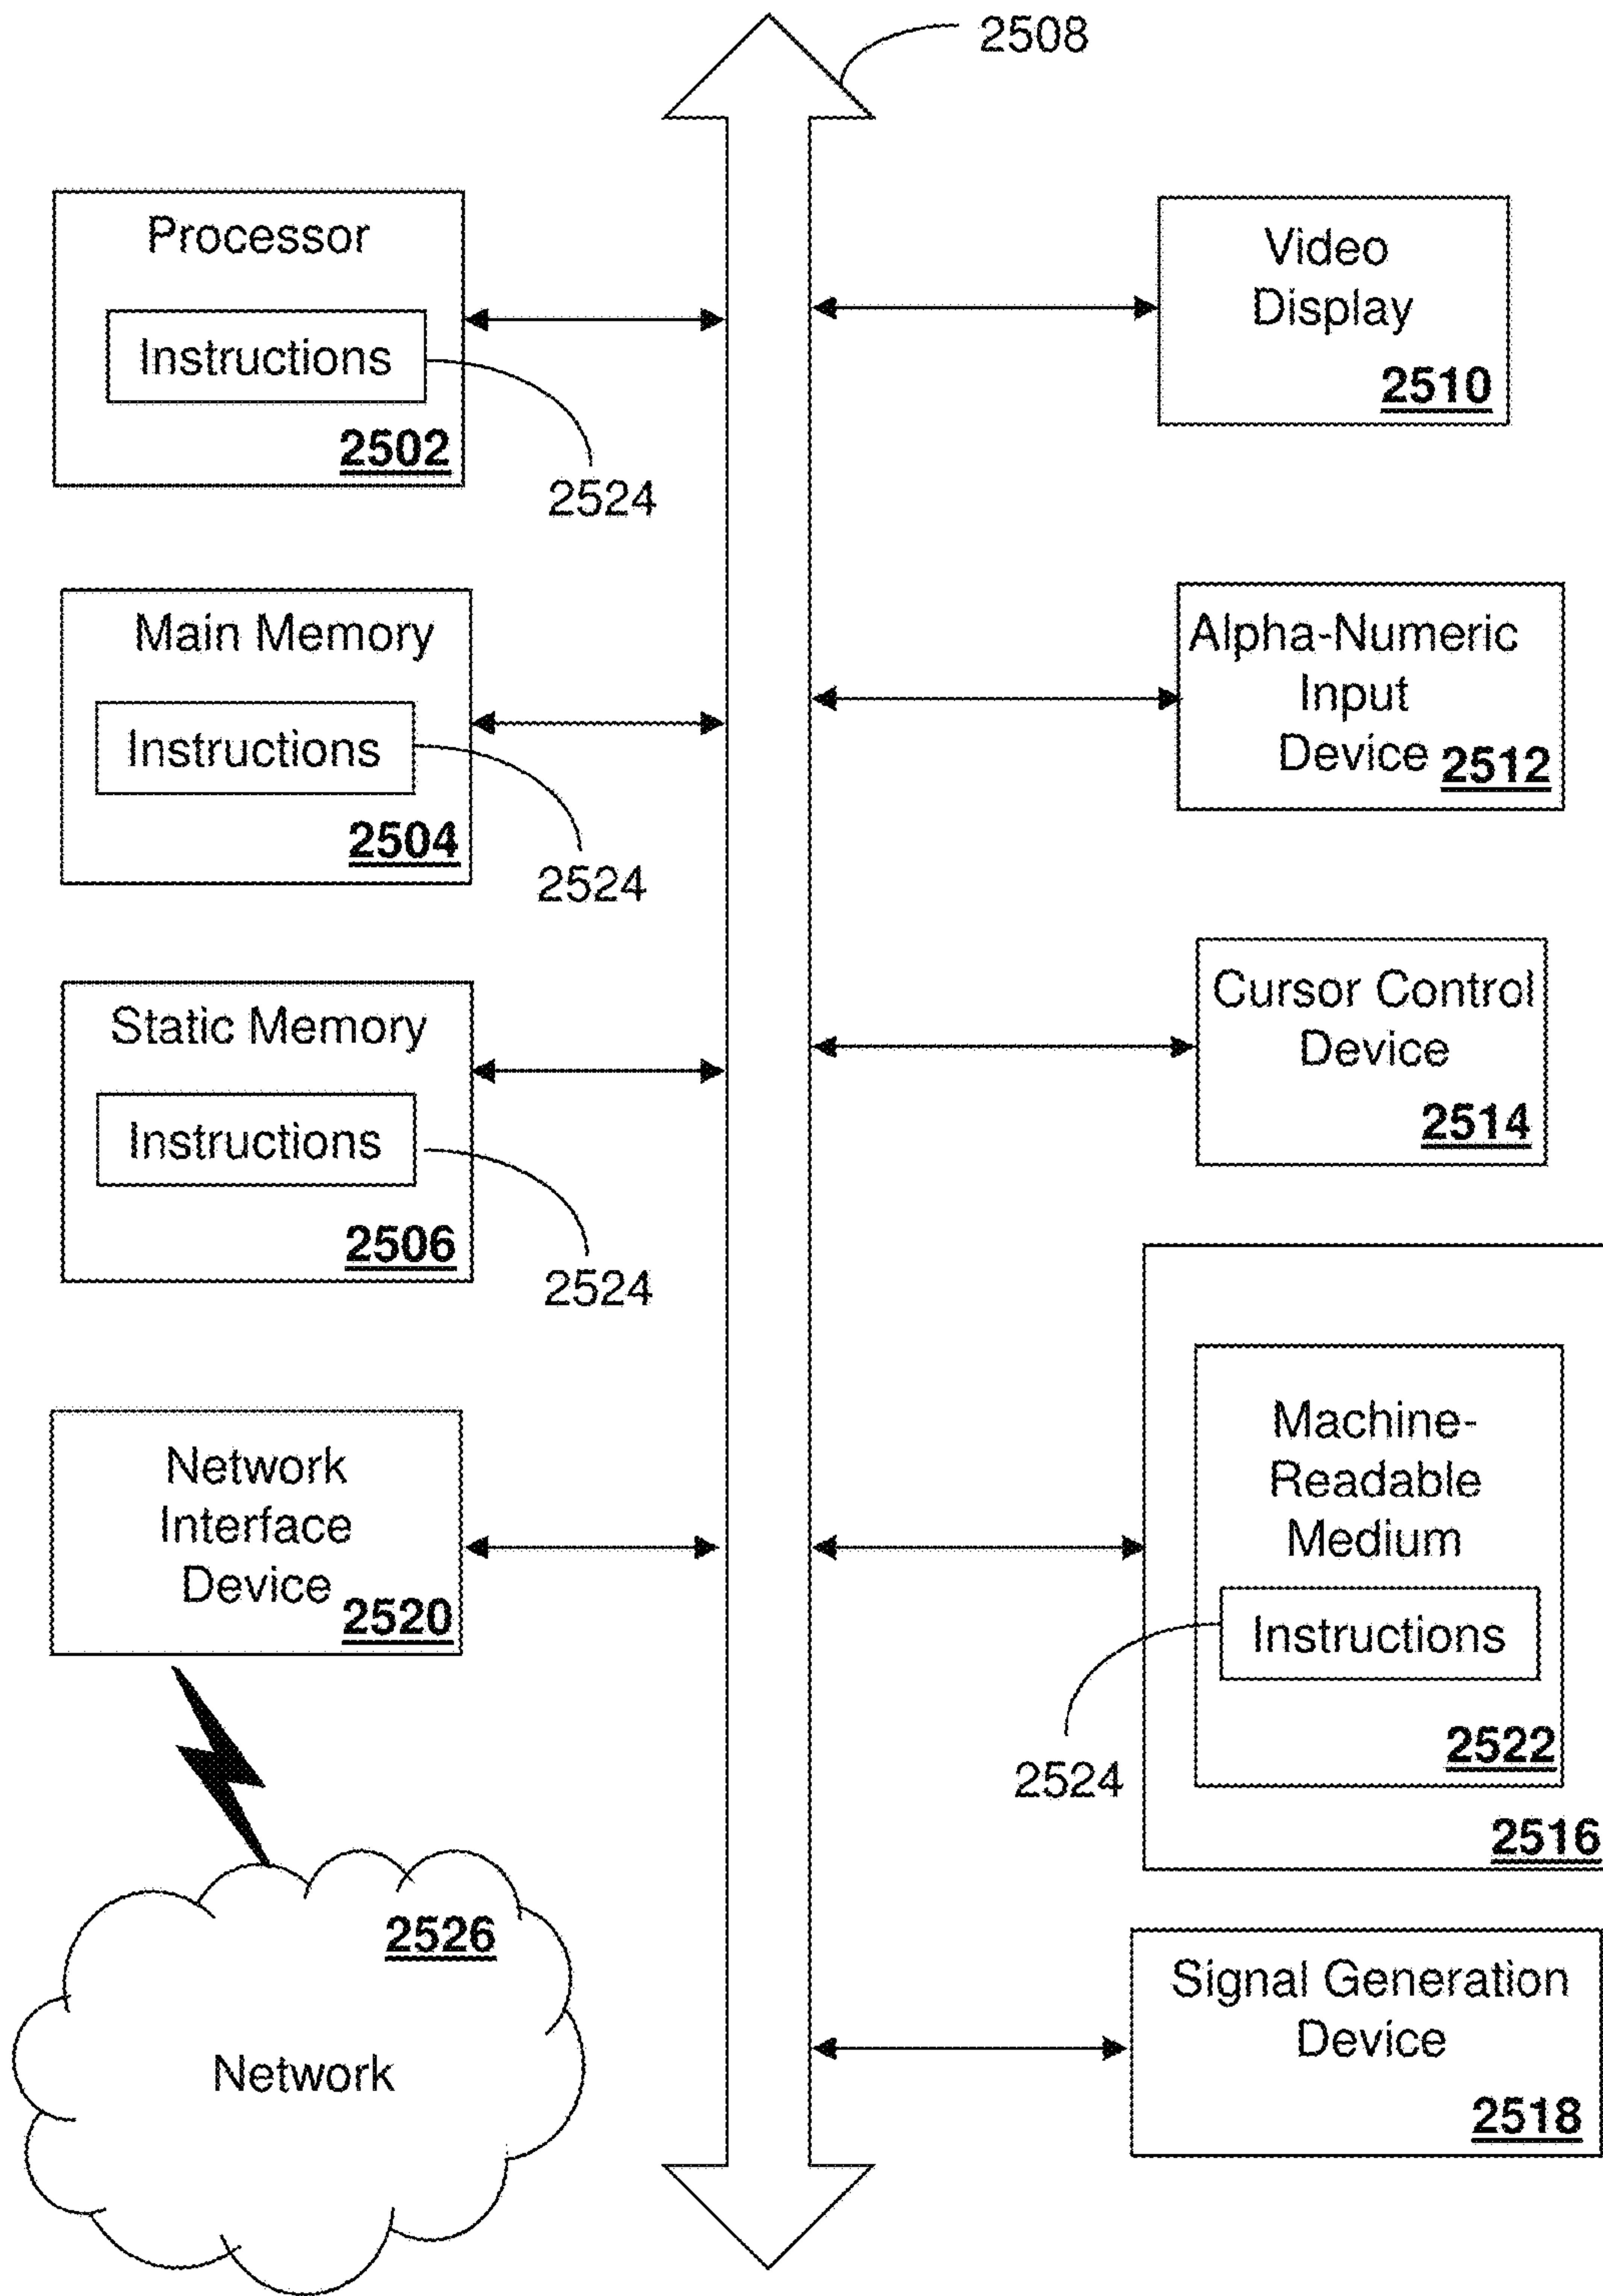 2508
Processor
Instructions
2502
2524
Main Memory
Instructions
2504
2524
Static Memory
Instructions
2506
2524
Network
Interface
Device
2520
2526
Network
Video
Display
2510
Alpha-Numeric
Input
Device 2512
Cursor Control
Device
2514
Machine-
Readable
Medium
Instructions
2522
2524
2516
Signal Generation
Device
2518